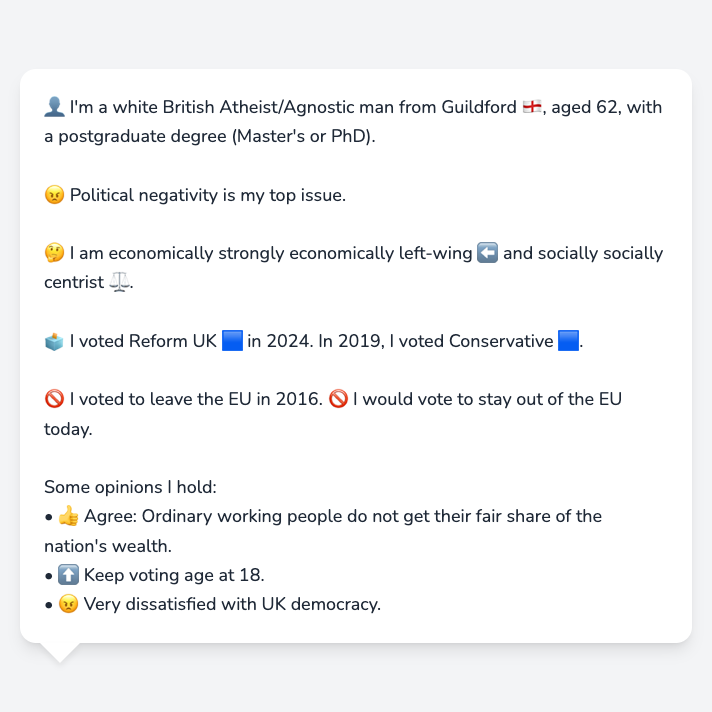 👤 I'm a white British Atheist/Agnostic man from Guildford 🏴󠁧󠁢󠁥󠁮󠁧󠁿, aged 62, with
a postgraduate degree (Master's or PhD).
😠 Political negativity is my top issue.
🤔 I am economically strongly economically left-wing ⬅️ and socially socially
centrist ⚖️.
🗳️ I voted Reform UK 🟦 in 2024. In 2019, I voted Conservative 🟦.
🚫 I voted to leave the EU in 2016. 🚫 I would vote to stay out of the EU
today.
Some opinions I hold:
• 👍 Agree: Ordinary working people do not get their fair share of the
nation's wealth.
• ⬆️ Keep voting age at 18.
• 😠 Very dissatisfied with UK democracy.